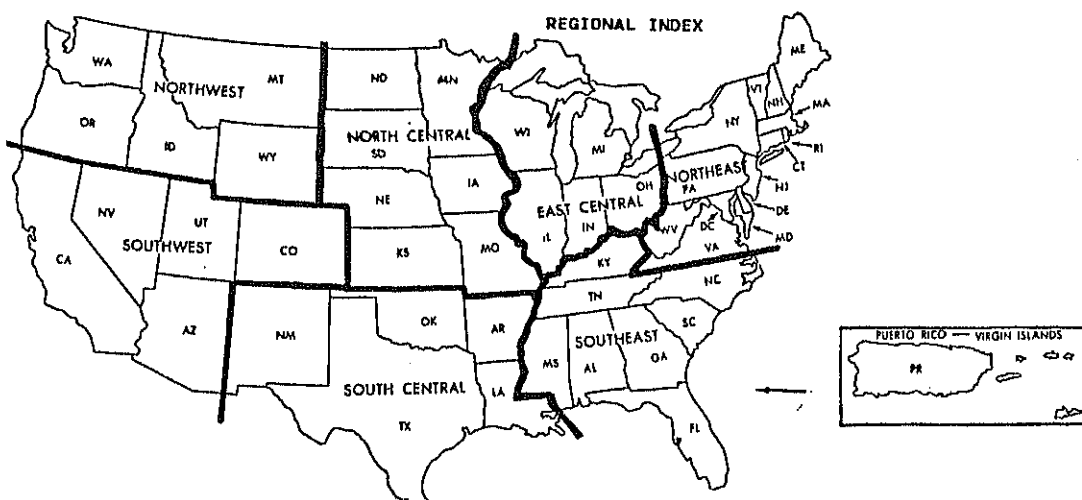 REGIONAL INDEX
WA
NORTHWEST
MT
ND
MN
ME
VT
NH
MA
OR
ID
WY
NORTH CENTRAL
SD
WI
MI
NY
RI
CT
NORTHEAST
PA
NJ
DE
MD
NV
UT
SOUTHWEST
CA
CO
NE
IA
KS
MO
EAST CENTRAL
IL
IN
OH
WV
DC
VA
KY
NC
TN
AZ
NM
OK
AR
SOUTHEAST
SC
MS
AL
GA
SOUTH CENTRAL
LA
TX
FL
PUERTO RICO — VIRGIN ISLANDS
PR